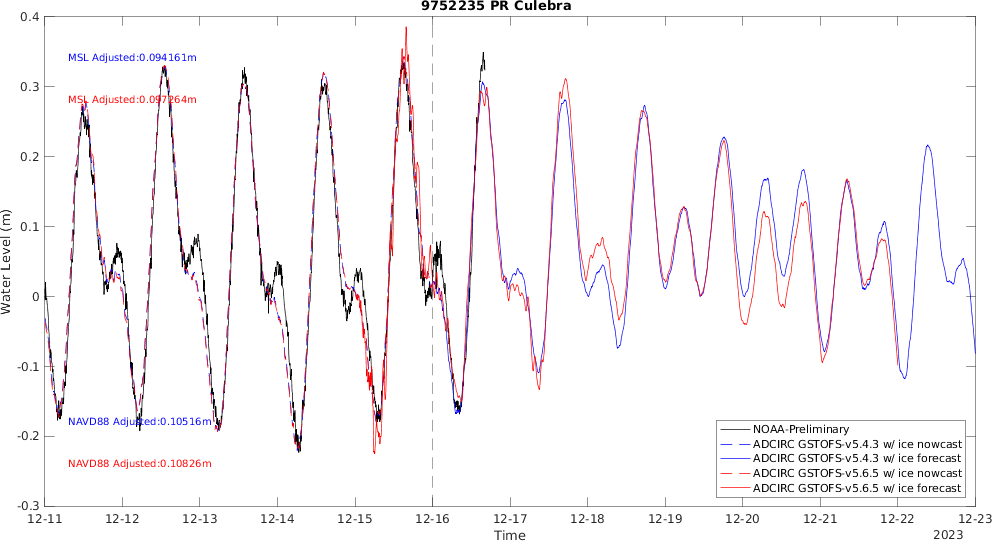 9752235 PR Culebra
0.4
0.3
0.2
0.1
0
-0.1
-0.2
-0.3
Water Level (m)
MSL Adjusted:0.094161m
MSL Adjusted:0.097264m
NAVD88 Adjusted:0.10516m
NAVD88 Adjusted:0.10826m
NOAA-Preliminary
ADCIRC GSTOFS-v5.4.3 w/ ice nowcast
ADCIRC GSTOFS-v5.4.3 w/ ice forecast
ADCIRC GSTOFS-v5.6.5 w/ ice nowcast
ADCIRC GSTOFS-v5.6.5 w/ ice forecast
12-11 12-12 12-13 12-14 12-15 12-16 12-17 12-18 12-19 12-20 12-21 12-22 12-23
Time
2023